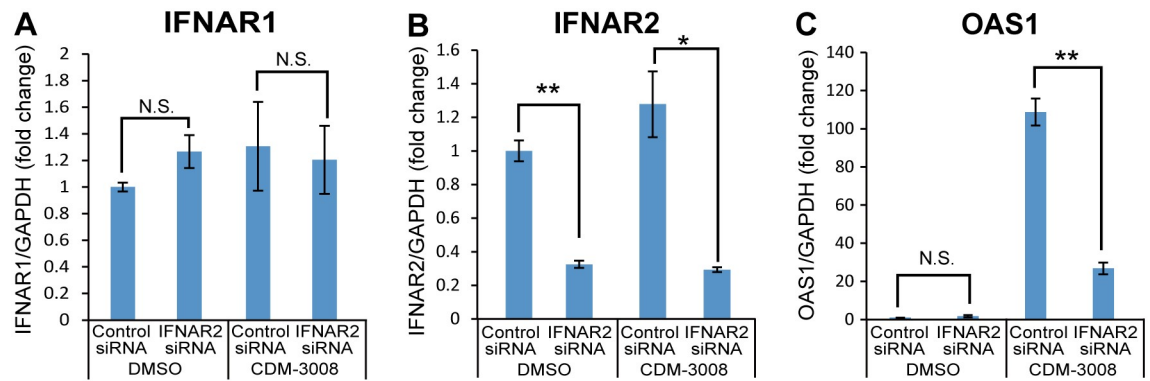 A
IFNAR1
IFNAR1/GAPDH (fold change)
2
1.8
1.6
1.4
1.2
1
0.8
0.6
0.4
0.2
0
N.S.
N.S.
Control IFNAR2 Control IFNAR2
siRNA siRNA siRNA siRNA
DMSO CDM-3008
B
IFNAR2
IFNAR2/GAPDH (fold change)
1.6
1.4
1.2
1
0.8
0.6
0.4
0.2
0
**
*
Control IFNAR2 Control IFNAR2
siRNA siRNA siRNA siRNA
DMSO CDM-3008
C
OAS1
OAS1/GAPDH (fold change)
140
120
100
80
60
40
20
0
N.S.
**
Control IFNAR2 Control IFNAR2
siRNA siRNA siRNA siRNA
DMSO CDM-3008